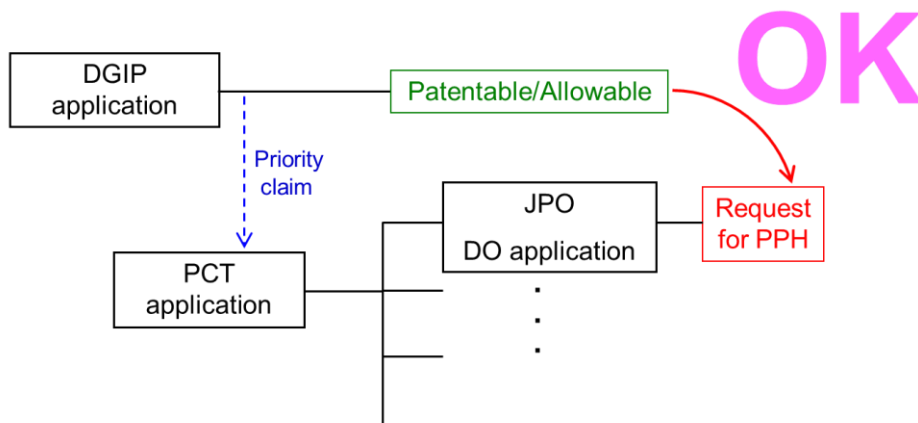 OK
DGIP
application
Patentable/Allowable
Priority
claim
JPO
DO application
Request
for PPH
PCT
application